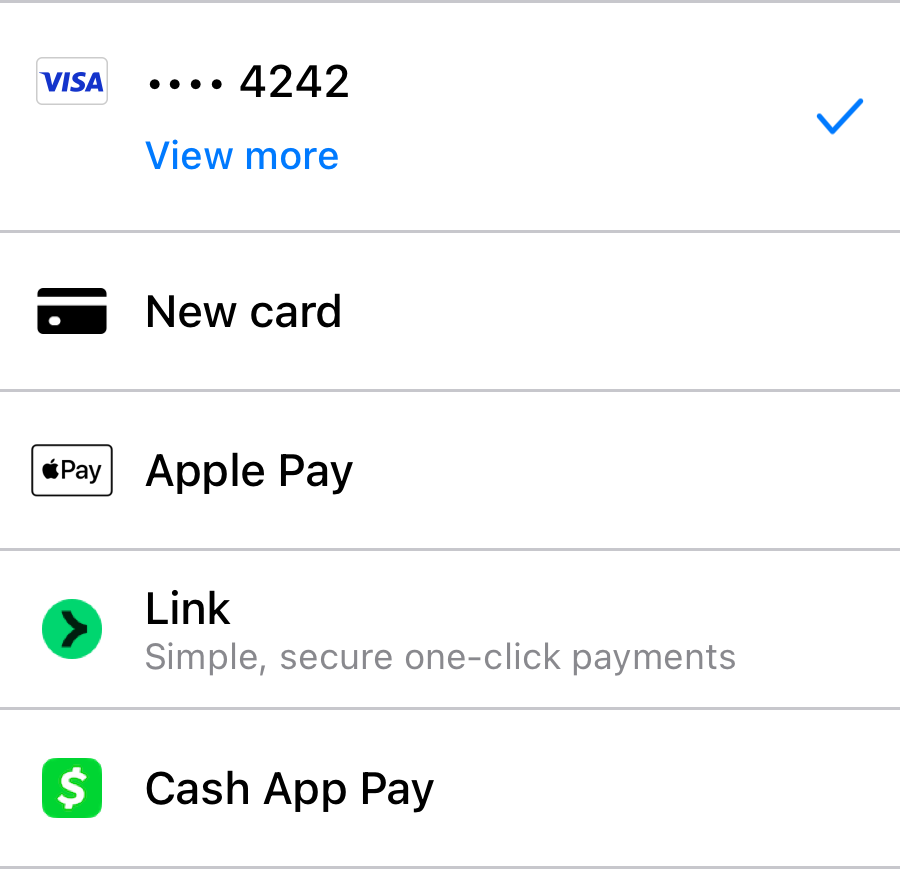 VISA •••• 4242
View more
New card
Pay Apple Pay
Link
Simple, secure one-click payments
$ Cash App Pay